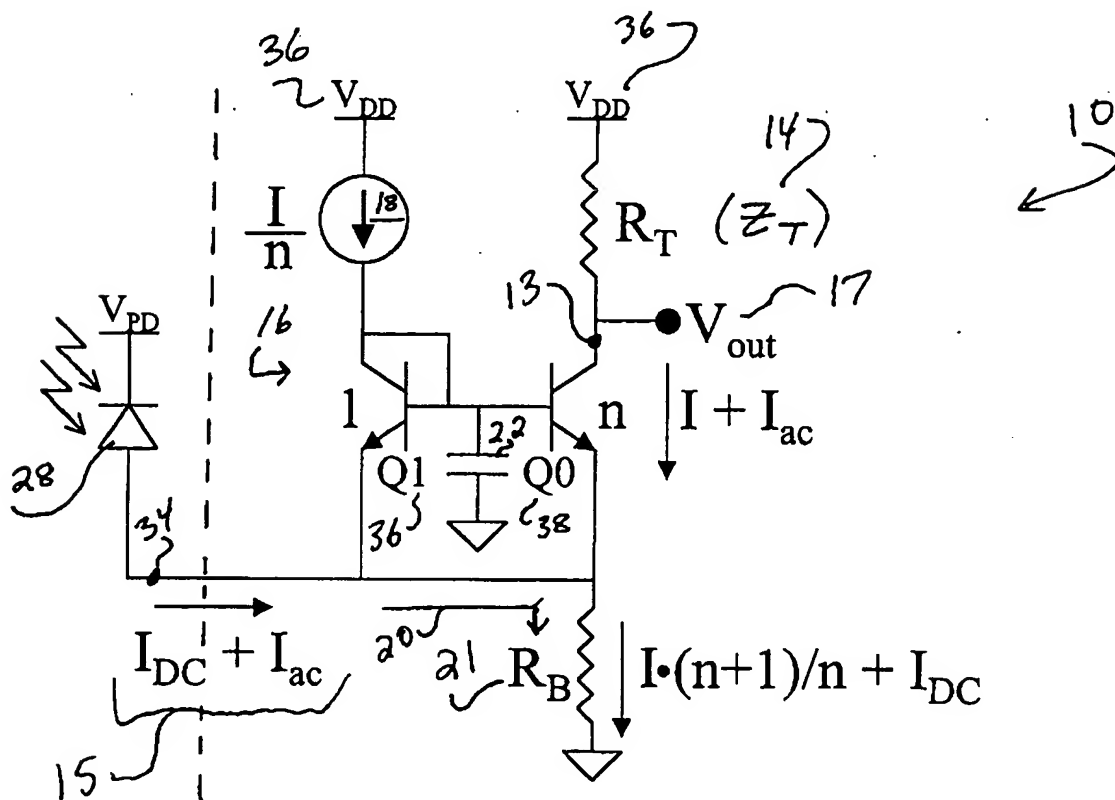 36
36
V_DD
V_DD
14
10
I/n
18
R_T
(Z_T)
13
17
V_out
V_PD
16
1
n
I + I_ac
22
28
Q1
Q0
36
38
34
I_DC + I_ac
20
21
R_B
I•(n+1)/n + I_DC
15